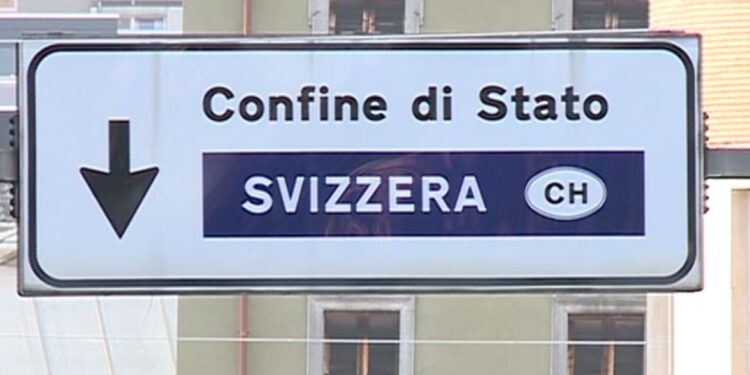 Confine di Stato
SVIZZERA CH